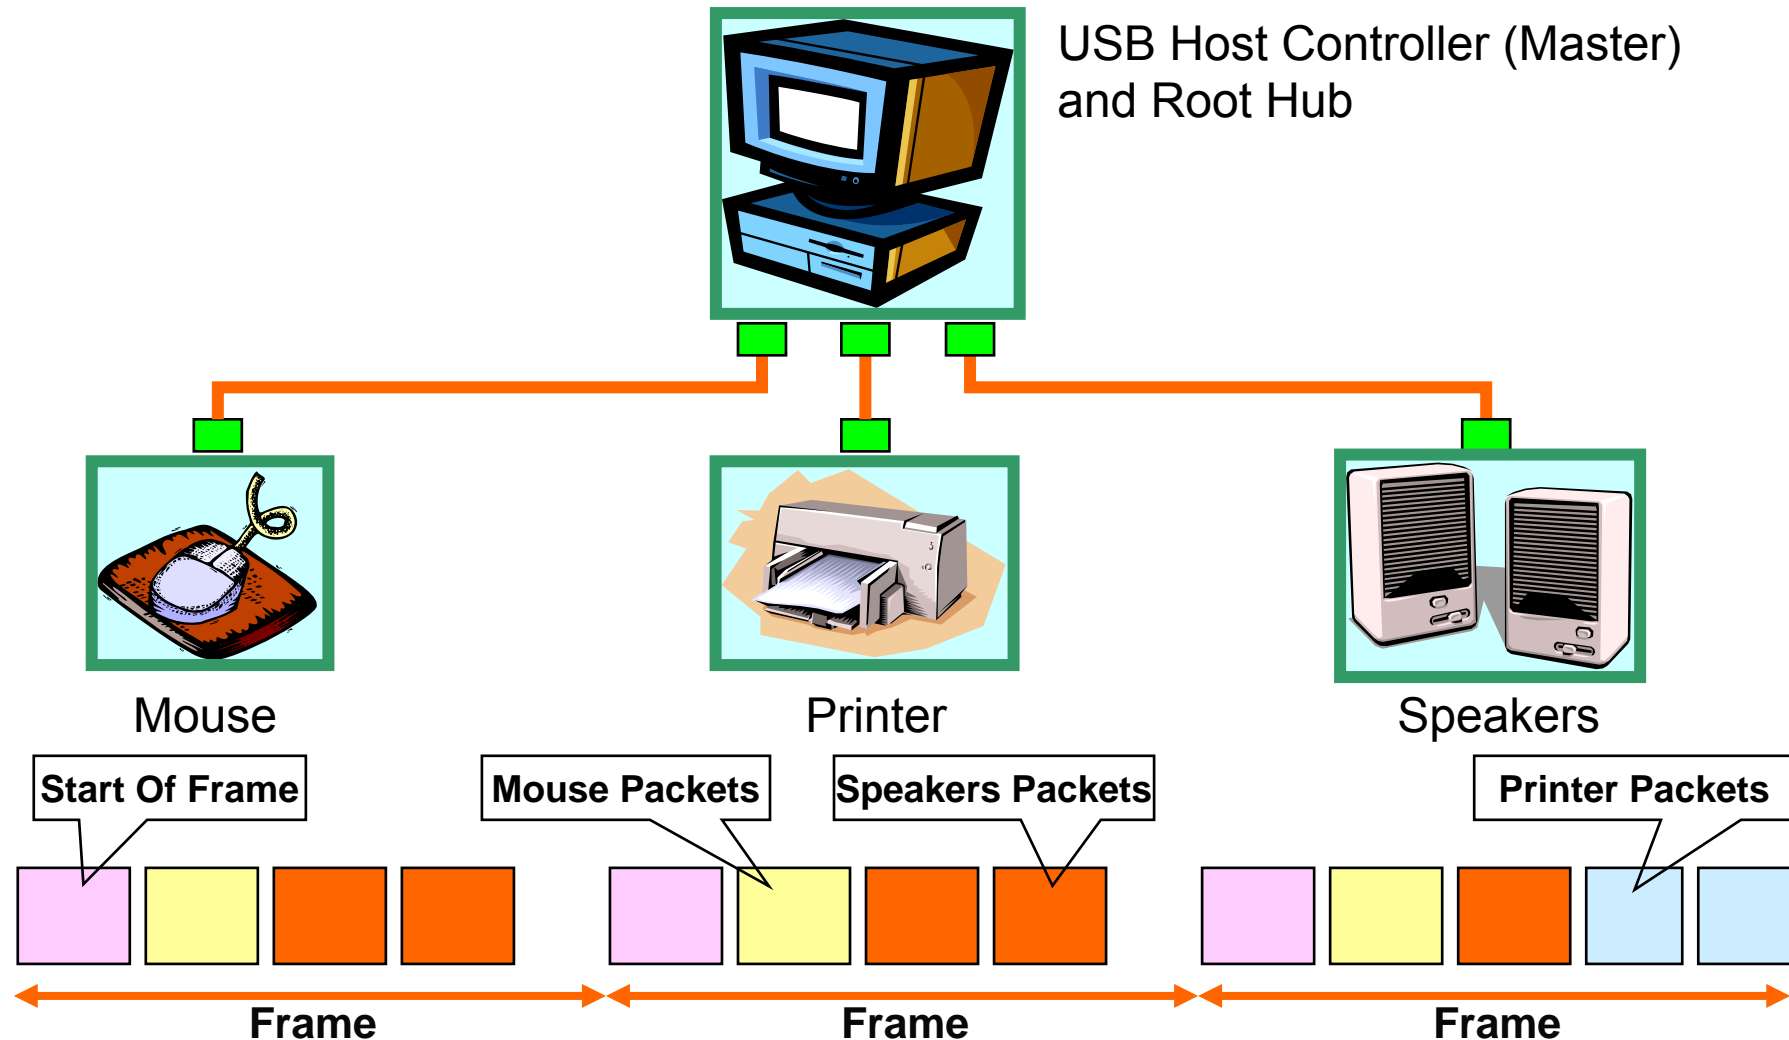 USB Host Controller (Master)
and Root Hub
Mouse
Printer
Speakers
Start Of Frame
Mouse Packets
Speakers Packets
Printer Packets
Frame
Frame
Frame